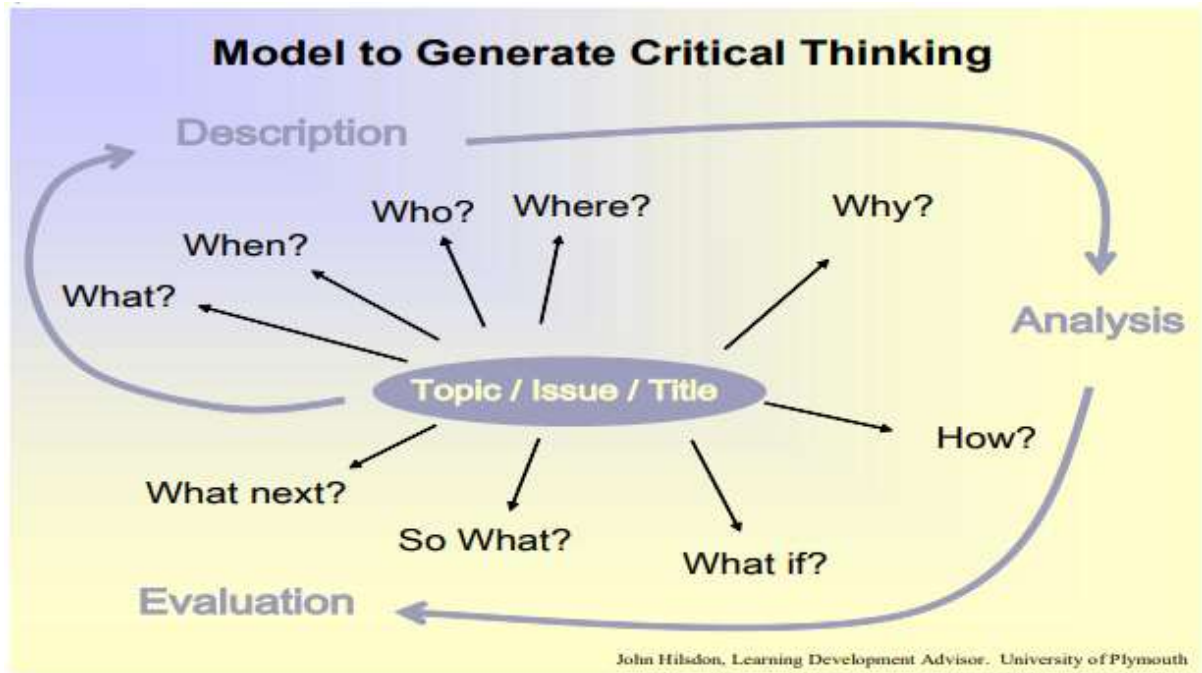 Model to Generate Critical Thinking
Description
Who?
Where?
Why?
When?
What?
Analysis
Topic / Issue / Title
How?
What next?
So What?
What if?
Evaluation
John Hilsdon, Learning Development Advisor. University of Plymouth